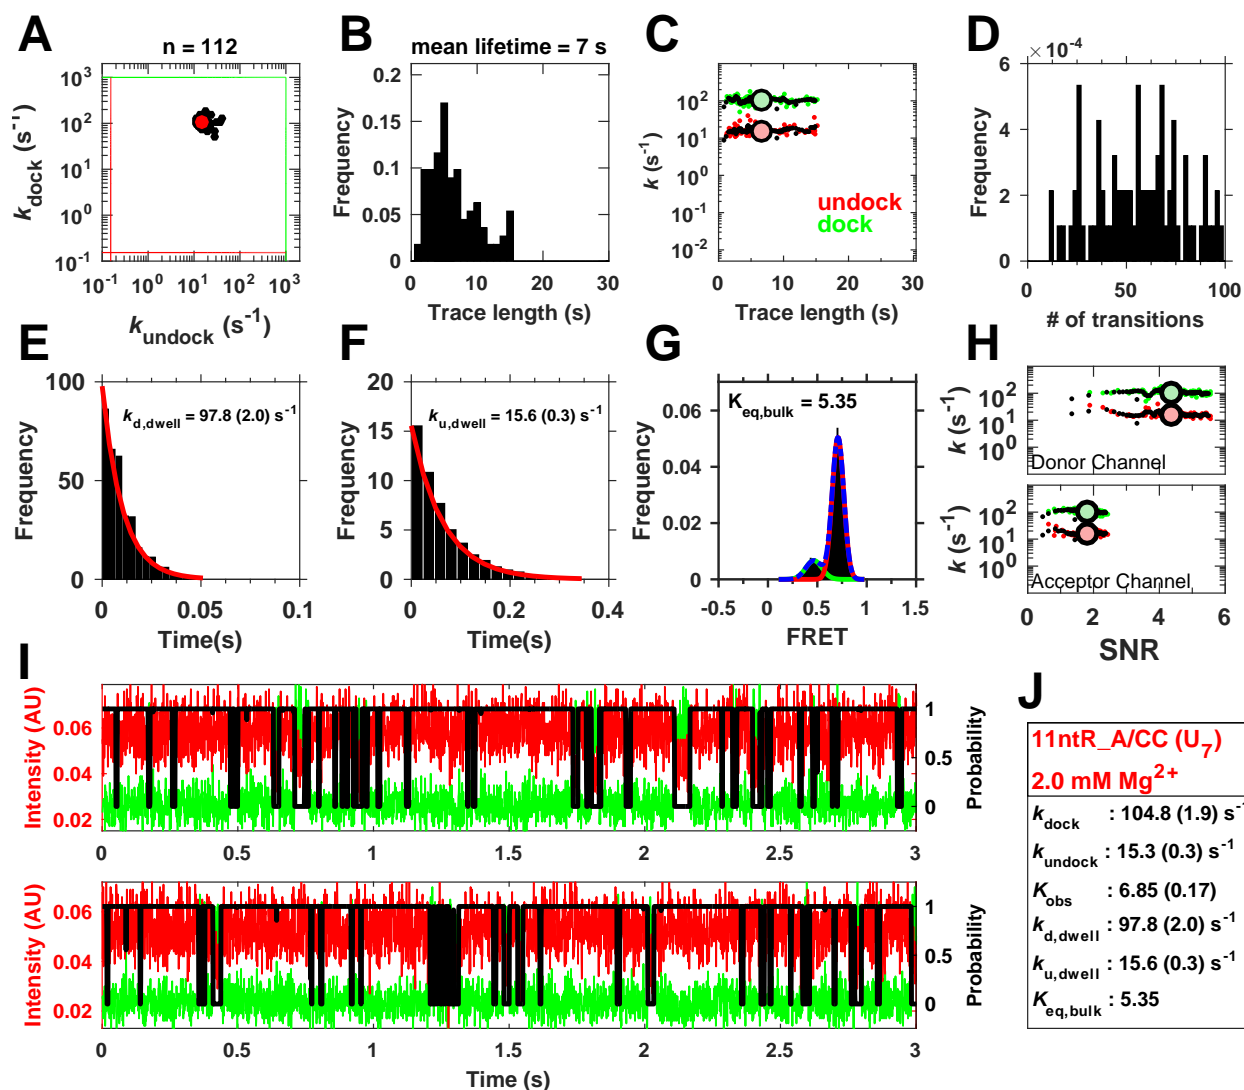 A
n = 112
k_dock (s^-1)
10^3
10^2
10^1
10^0
10^-1
10^-1 10^0 10^1 10^2 10^3
k_undock (s^-1)
B
mean lifetime = 7 s
Frequency
0.2
0.15
0.1
0.05
0
0 10 20 30
Trace length (s)
C
k (s^-1)
10^2
10^1
10^0
10^-1
10^-2
undock
dock
0 10 20 30
Trace length (s)
D
×10^-4
Frequency
6
4
2
0
0 50 100
# of transitions
E
Frequency
100
50
0
k_d,dwell = 97.8 (2.0) s^-1
0 0.05 0.1
Time(s)
F
Frequency
20
15
10
5
0
k_u,dwell = 15.6 (0.3) s^-1
0 0.2 0.4
Time(s)
G
Frequency
0.06
0.04
0.02
0
K_eq,bulk = 5.35
-0.5 0 0.5 1 1.5
FRET
H
k (s^-1)
10^2
10^1
10^0
Donor Channel
k (s^-1)
10^2
10^1
10^0
Acceptor Channel
0 2 4 6
SNR
I
Intensity (AU)
0.06
0.04
0.02
1
0.5
0
Probability
0 0.5 1 1.5 2 2.5 3
Intensity (AU)
0.06
0.04
0.02
1
0.5
0
Probability
0 0.5 1 1.5 2 2.5 3
Time (s)
J
11ntR_A/CC (U_7)
2.0 mM Mg^2+
k_dock : 104.8 (1.9) s^-
k_undock : 15.3 (0.3) s^-1
K_obs : 6.85 (0.17)
k_d,dwell : 97.8 (2.0) s^-1
k_u,dwell : 15.6 (0.3) s^-1
K_eq,bulk : 5.35